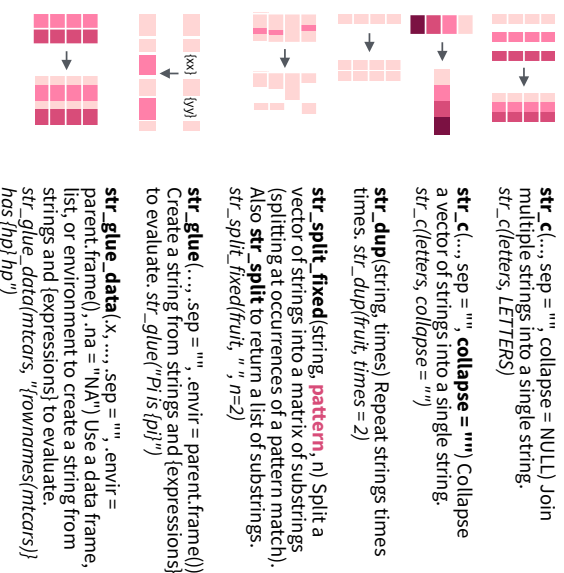 str_c(..., sep = "", collapse = NULL) Join
multiple strings into a single string.
str_c(letters, LETTERS)
str_c(..., sep = "", collapse = "") Collapse
a vector of strings into a single string.
str_c(letters, collapse = "")
str_dup(string, times) Repeat strings times
times. str_dup(fruit, times = 2)
str_split_fixed(string, pattern, n) Split a
vector of strings into a matrix of substrings
(splitting at occurrences of a pattern match).
Also str_split to return a list of substrings.
str_split_fixed(fruit, " ", n=2)
{xx} {yy}
str_glue(..., .sep = "", .envir = parent.frame())
Create a string from strings and {expressions}
to evaluate. str_glue("Pi is {pi}")
str_glue_data(.x, ..., .sep = "", .envir =
parent.frame(), .na = "NA") Use a data frame,
list, or environment to create a string from
strings and {expressions} to evaluate.
str_glue_data(mtcars, "{rownames(mtcars)}
has {hp} hp")